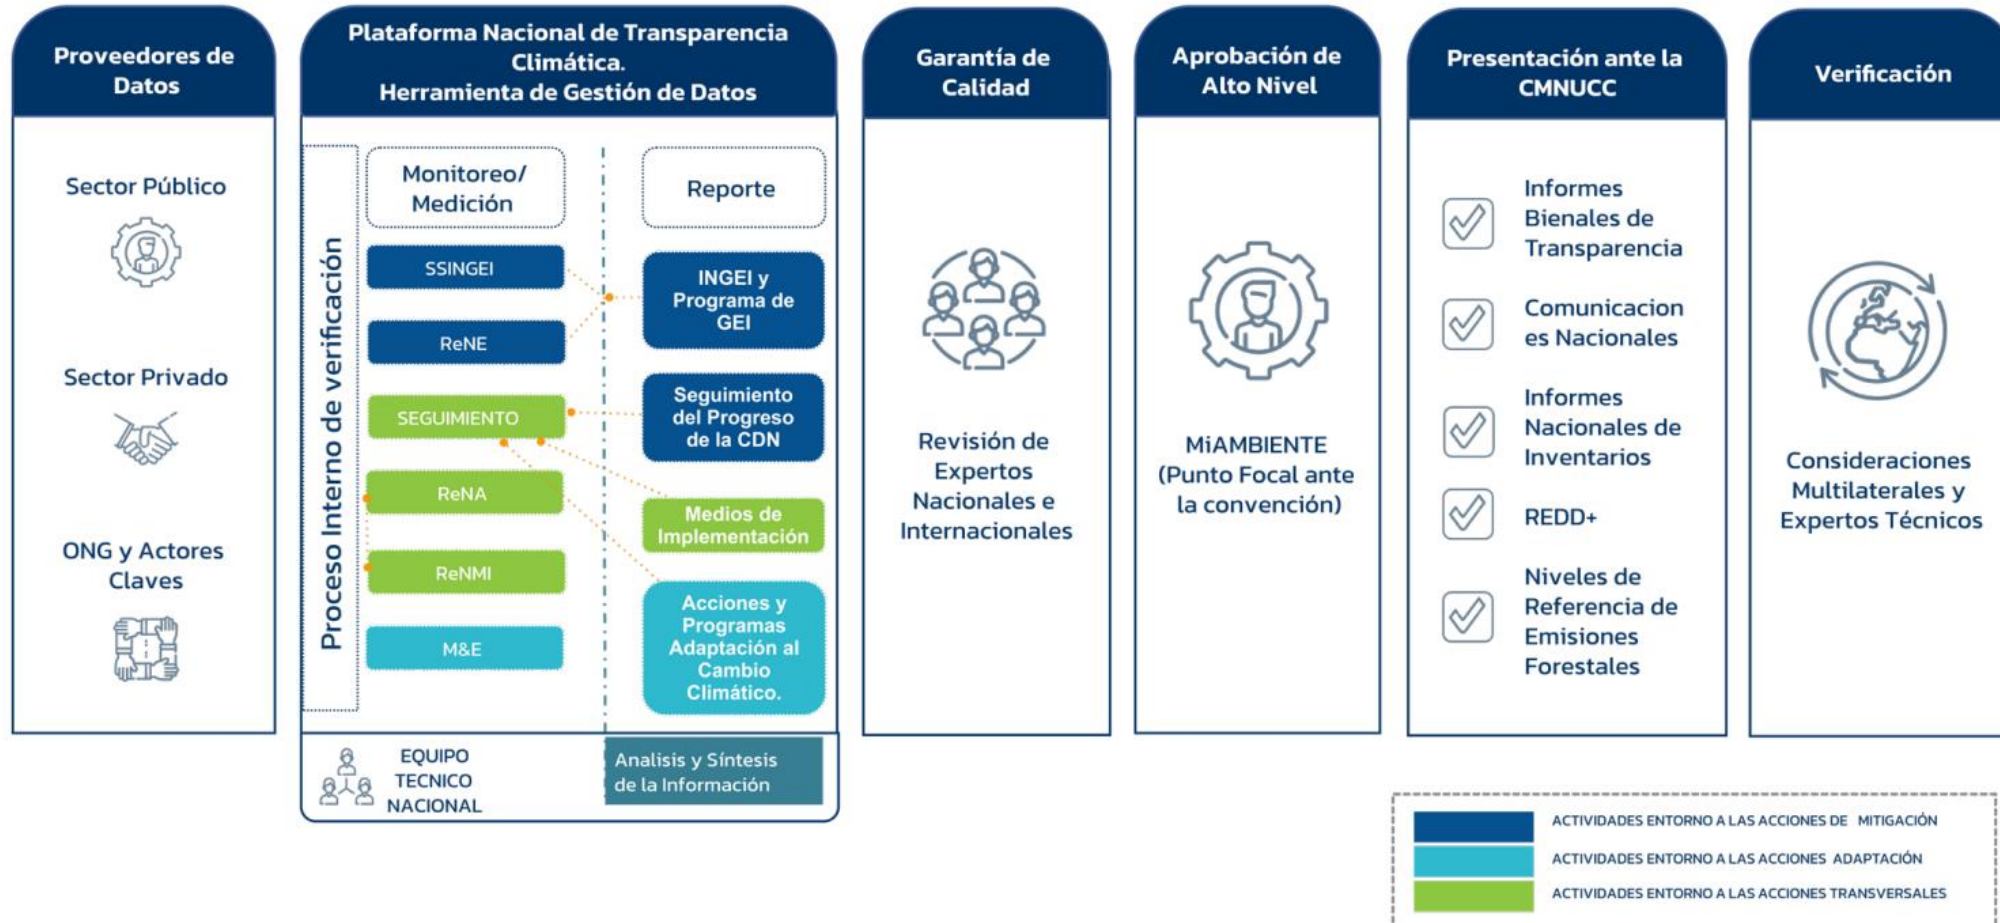 Proveedores de
Datos
Sector Público
Sector Privado
ONG y Actores
Claves
Plataforma Nacional de Transparencia
Climática.
Herramienta de Gestión de Datos
Proceso Interno de verificación
Monitoreo/
Medición
SSINGEI
ReNE
SEGUIMIENTO
ReNA
ReNMI
M&E
Reporte
INGEI y
Programa de
GEI
Seguimiento
del Progreso
de la CDN
Medios de
Implementación
Acciones y
Programas
Adaptación al
Cambio
Climático.
EQUIPO
TECNICO
NACIONAL
Analisis y Síntesis
de la Información
Garantía de
Calidad
Revisión de
Expertos
Nacionales e
Internacionales
Aprobación de
Alto Nivel
MiAMBIENTE
(Punto Focal ante
la convención)
Presentación ante la
CMNUCC
Informes
Bienales de
Transparencia
Comunicacion
es Nacionales
Informes
Nacionales de
Inventarios
REDD+
Niveles de
Referencia de
Emisiones
Forestales
Verificación
Consideraciones
Multilaterales y
Expertos Técnicos
ACTIVIDADES ENTORNO A LAS ACCIONES DE MITIGACIÓN
ACTIVIDADES ENTORNO A LAS ACCIONES ADAPTACIÓN
ACTIVIDADES ENTORNO A LAS ACCIONES TRANSVERSALES